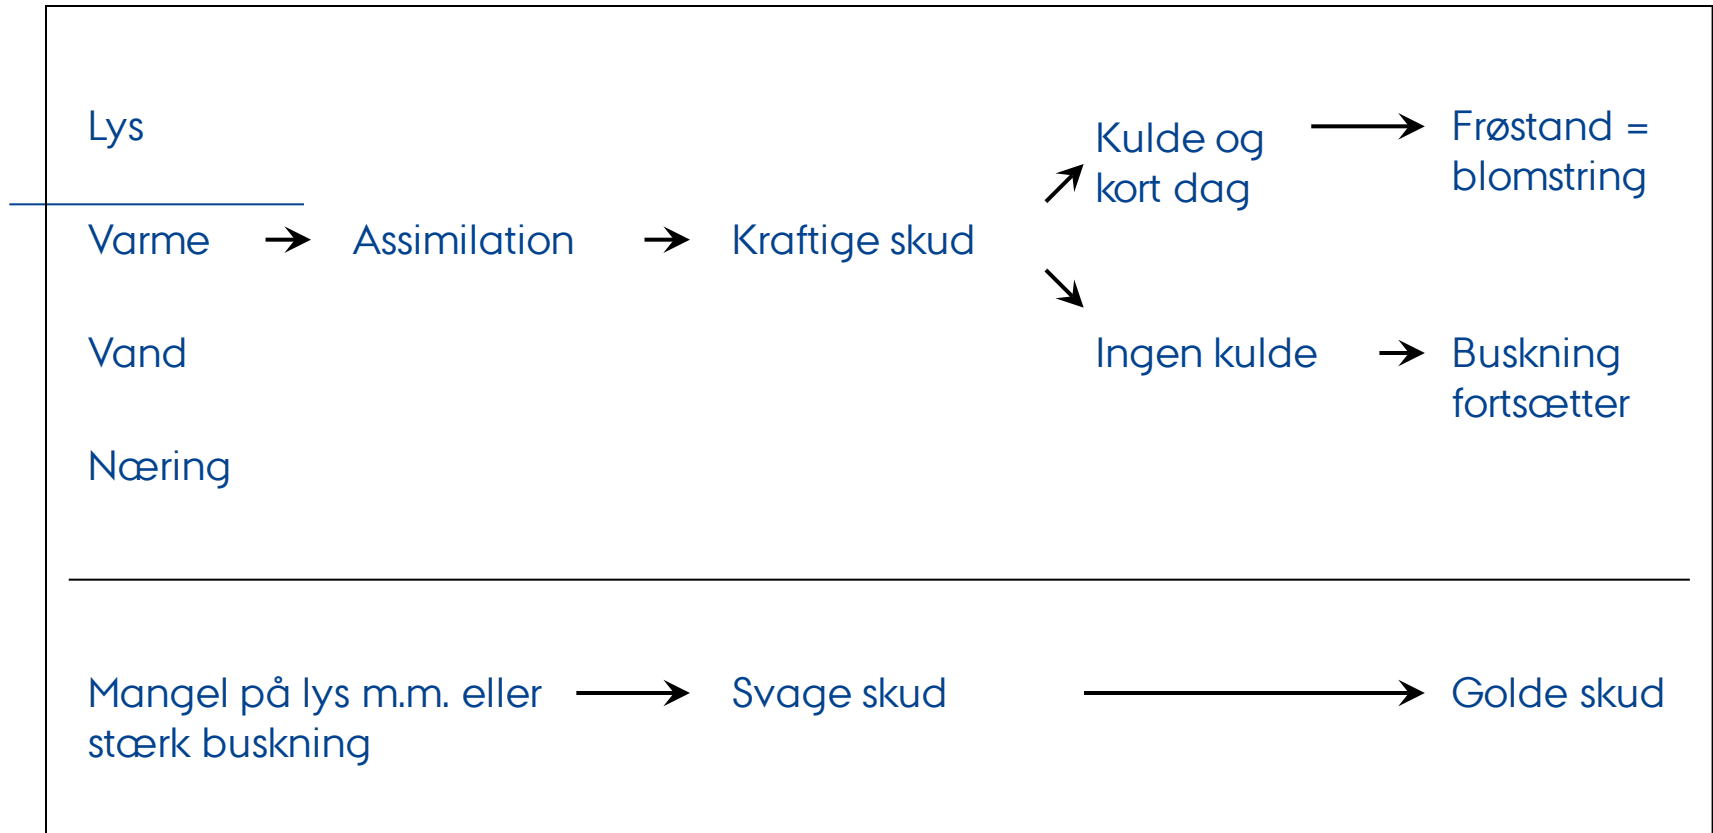 Lys
Varme
Vand
Næring
Assimilation
Kraftige skud
Kulde og
kort dag
Frøstand =
blomstring
Ingen kulde
Buskning
fortsætter
Mangel på lys m.m. eller
stærk buskning
Svage skud
Golde skud